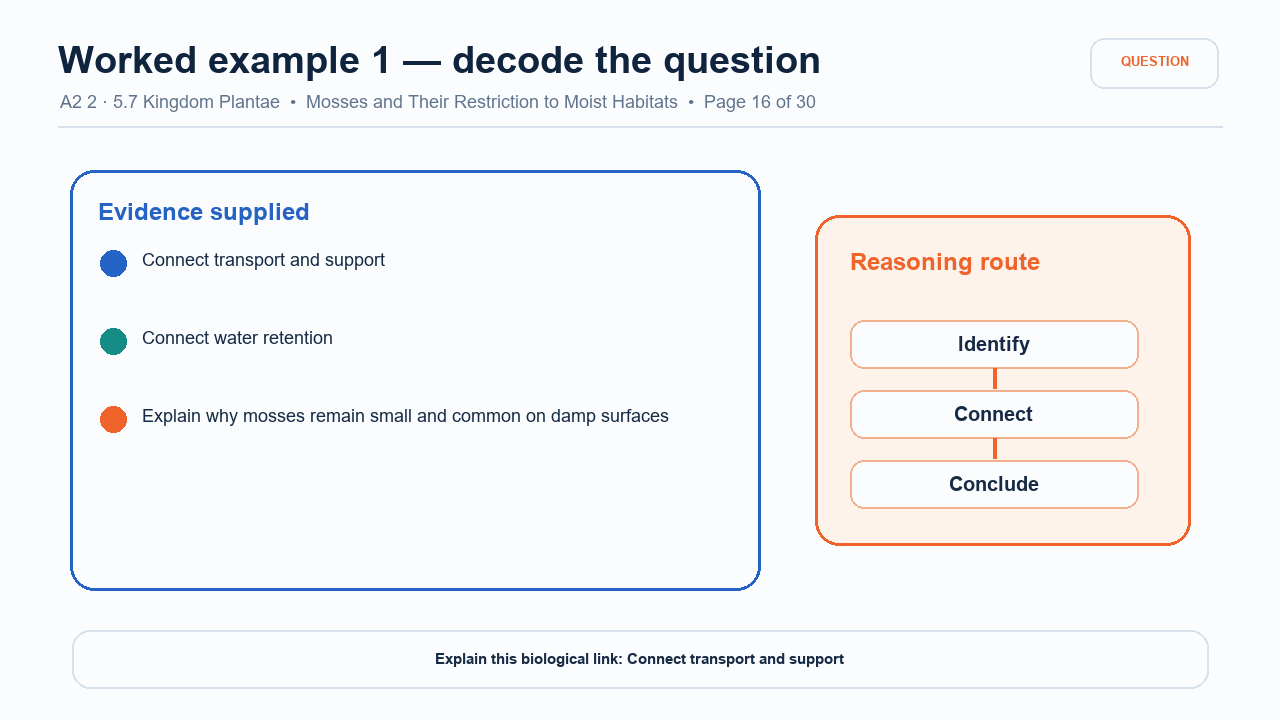 Worked example 1 — decode the question
QUESTION
A2 2 · 5.7 Kingdom Plantae • Mosses and Their Restriction to Moist Habitats • Page 16 of 30
Evidence supplied
Connect transport and support
Connect water retention
Explain why mosses remain small and common on damp surfaces
Reasoning route
Identify
Connect
Conclude
Explain this biological link: Connect transport and support